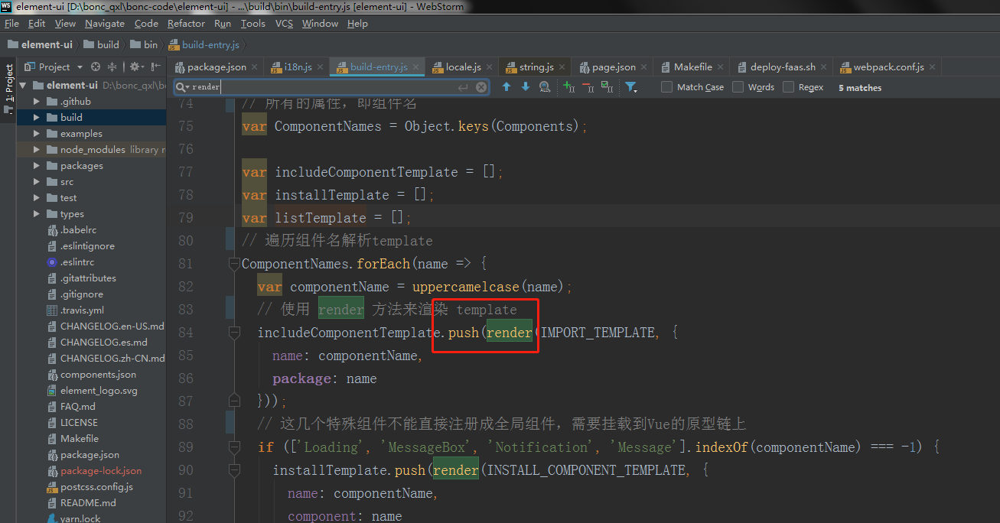 element-ui [D:\bonc_qxl\bonc-code\element-ui] - ...\build\bin\build-entry.js [element-ui] - WebStorm
File Edit View Navigate Code Refactor Run Tools VCS Window Help
element-ui build bin build-entry.js
Project package.json i18n.js build-entry.js locale.js string.js page.json Makefile deploy-faas.sh webpack.conf.js
1: Project
render Match Case Words Regex 5 matches
element-ui D:\bonc_qxl\bo
.github
build
examples
node_modules library r
packages
src
test
types
.babelrc
.eslintignore
.eslintrc
.gitattributes
.gitignore
.travis.yml
CHANGELOG.en-US.md
CHANGELOG.es.md
CHANGELOG.zh-CN.md
components.json
element_logo.svg
FAQ.md
LICENSE
Makefile
package.json
package-lock.json
postcss.config.js
README.md
yarn.lock
74 // 所有的属性，即组件名
75 var ComponentNames = Object.keys(Components);
76
77 var includeComponentTemplate = [];
78 var installTemplate = [];
79 var listTemplate = [];
80 // 遍历组件名解析template
81 ComponentNames.forEach(name => {
82 var componentName = uppercamelcase(name);
83 // 使用 render 方法来渲染 template
84 includeComponentTemplate.push(render(IMPORT_TEMPLATE, {
85 name: componentName,
86 package: name
87 }));
88 // 这几个特殊组件不能直接注册成全局组件，需要挂载到Vue的原型链上
89 if (['Loading', 'MessageBox', 'Notification', 'Message'].indexOf(componentName) === -1) {
90 installTemplate.push(render(INSTALL_COMPONENT_TEMPLATE, {
91 name: componentName,
92 component: name